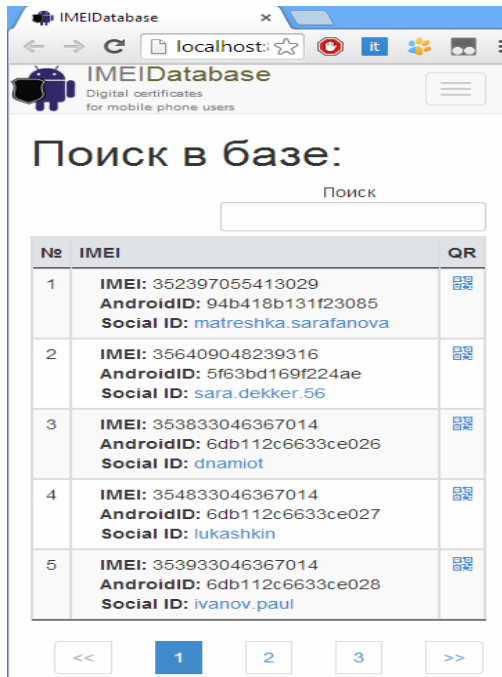 IMEIDatabase
localhost:
it
IMEIDatabase
Digital certificates
for mobile phone users
Поиск в базе:
Поиск
№ IMEI QR
1 IMEI: 352397055413029
AndroidID: 94b418b131f23085
Social ID: matreshka.sarafanova
2 IMEI: 356409048239316
AndroidID: 5f63bd169f224ae
Social ID: sara.dekker.56
3 IMEI: 353833046367014
AndroidID: 6db112c6633ce026
Social ID: dnamiot
4 IMEI: 354833046367014
AndroidID: 6db112c6633ce027
Social ID: lukashkin
5 IMEI: 353933046367014
AndroidID: 6db112c6633ce028
Social ID: ivanov.paul
<< 1 2 3 >>